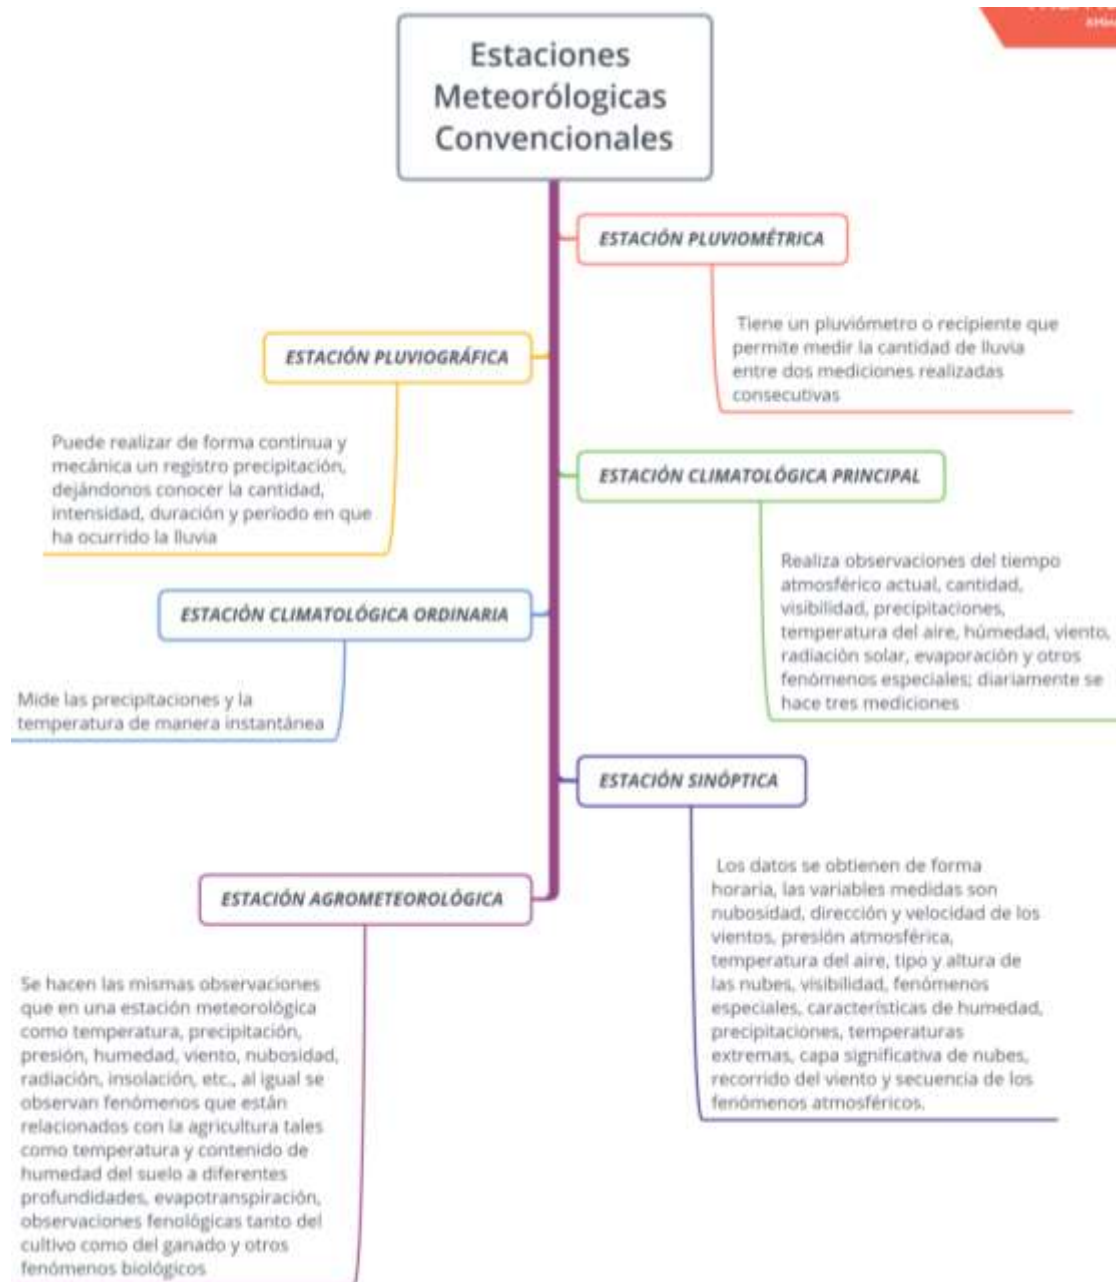 Estaciones
Meteorólogicas
Convencionales
ESTACIÓN PLUVIOMÉTRICA
Tiene un pluviómetro o recipiente que
permite medir la cantidad de lluvia
entre dos mediciones realizadas
consecutivas
ESTACIÓN PLUVIOGRÁFICA
Puede realizar de forma continua y
mecánica un registro precipitación,
dejándonos conocer la cantidad,
intensidad, duración y período en que
ha ocurrido la lluvia
ESTACIÓN CLIMATOLÓGICA PRINCIPAL
Realiza observaciones del tiempo
atmosférico actual, cantidad,
visibilidad, precipitaciones,
temperatura del aire, húmedad, viento,
radiación solar, evaporación y otros
fenómenos especiales; diariamente se
hace tres mediciones
ESTACIÓN CLIMATOLÓGICA ORDINARIA
Mide las precipitaciones y la
temperatura de manera instantánea
ESTACIÓN SINÓPTICA
Los datos se obtienen de forma
horaria, las variables medidas son
nubosidad, dirección y velocidad de los
vientos, presión atmosférica,
temperatura del aire, tipo y altura de
las nubes, visibilidad, fenómenos
especiales, características de humedad,
precipitaciones, temperaturas
extremas, capa significativa de nubes,
recorrido del viento y secuencia de los
fenómenos atmosféricos.
ESTACIÓN AGROMETEOROLÓGICA
Se hacen las mismas observaciones
que en una estación meteorológica
como temperatura, precipitación,
presión, humedad, viento, nubosidad,
radiación, insolación, etc., al igual se
observan fenómenos que están
relacionados con la agricultura tales
como temperatura y contenido de
humedad del suelo a diferentes
profundidades, evapotranspiración,
observaciones fenológicas tanto del
cultivo como del ganado y otros
fenómenos biológicos